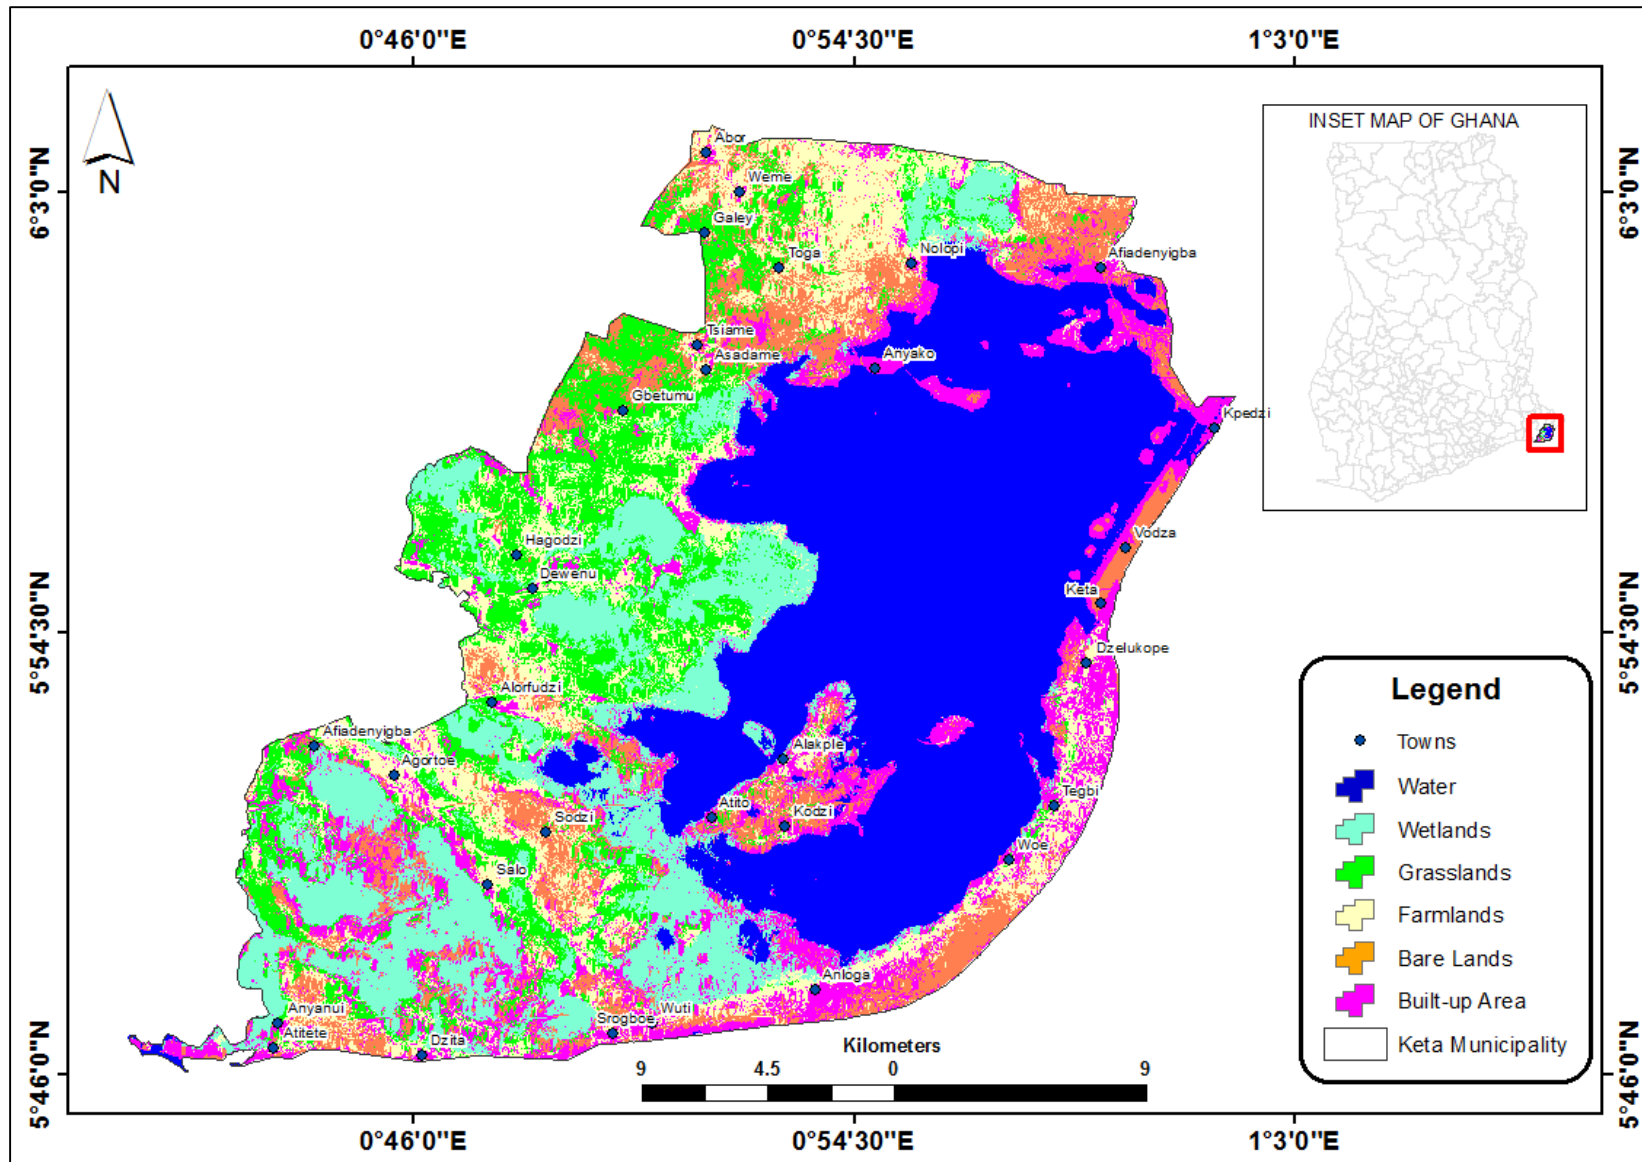 0°46'0"E 0°54'30"E 1°3'0"E
6°3'0"N
5°54'30"N
5°46'0"N
N
INSET MAP OF GHANA
6°3'0"N
5°54'30"N
5°46'0"N
Abor
Weme
Galey
Toga
Nolopi
Afiadenyigba
Tsiame
Asadame
Anyako
Gbetumu
Kpedzi
Hagodzi
Vodza
Dewenu
Keta
Dzelukope
Alorfudzi
Afiadenyigba
Agortoe
Alakple
Atito
Kodzi
Tegbi
Sodzi
Woe
Salo
Anloga
Anyanui
Atitete
Dzita
Srogboe
Wuti
Kilometers
9 4.5 0 9
Legend
Towns
Water
Wetlands
Grasslands
Farmlands
Bare Lands
Built-up Area
Keta Municipality
0°46'0"E 0°54'30"E 1°3'0"E